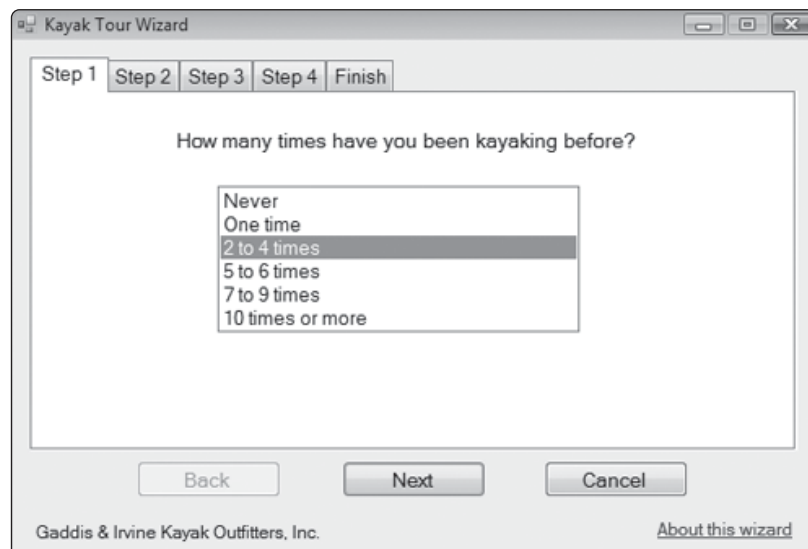 Kayak Tour Wizard
Step 1 Step 2 Step 3 Step 4 Finish
How many times have you been kayaking before?
Never
One time
2 to 4 times
5 to 6 times
7 to 9 times
10 times or more
Back Next Cancel
Gaddis & Irvine Kayak Outfitters, Inc. About this wizard